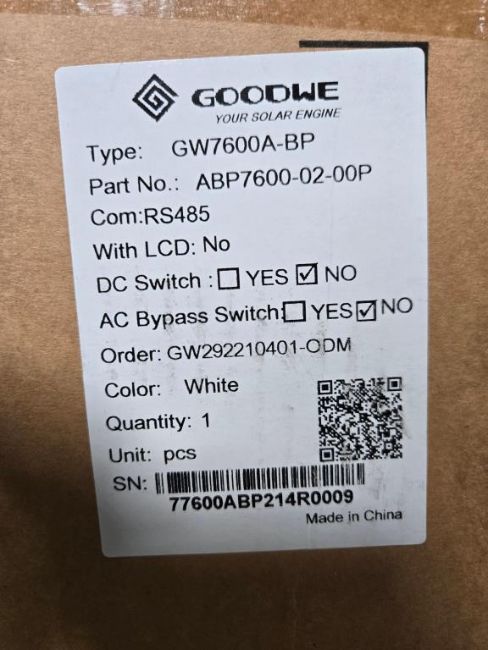 GOODWE
YOUR SOLAR ENGINE
Type: GW7600A-BP
Part No.: ABP7600-02-00P
Com:RS485
With LCD: No
DC Switch : ☐ YES ☑ NO
AC Bypass Switch: ☐ YES ☑ NO
Order: GW292210401-ODM
Color: White
Quantity: 1
Unit: pcs
SN:
77600ABP214R0009
Made in China